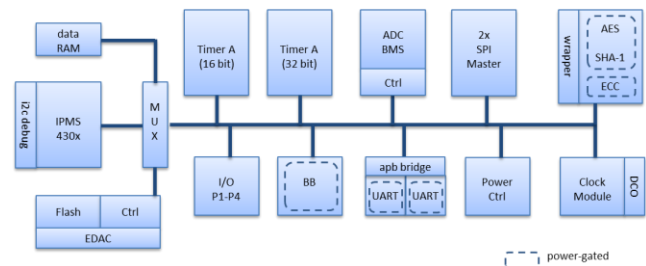 data
RAM
Timer A
(16 bit)
Timer A
(32 bit)
ADC
BMS
Ctrl
2x
SPI
Master
wrapper
AES
SHA-1
ECC
i2c debug
IPMS
430x
M
U
X
I/O
P1-P4
BB
apb bridge
UART
UART
Power
Ctrl
Clock
Module
DCO
Flash
Ctrl
EDAC
power-gated